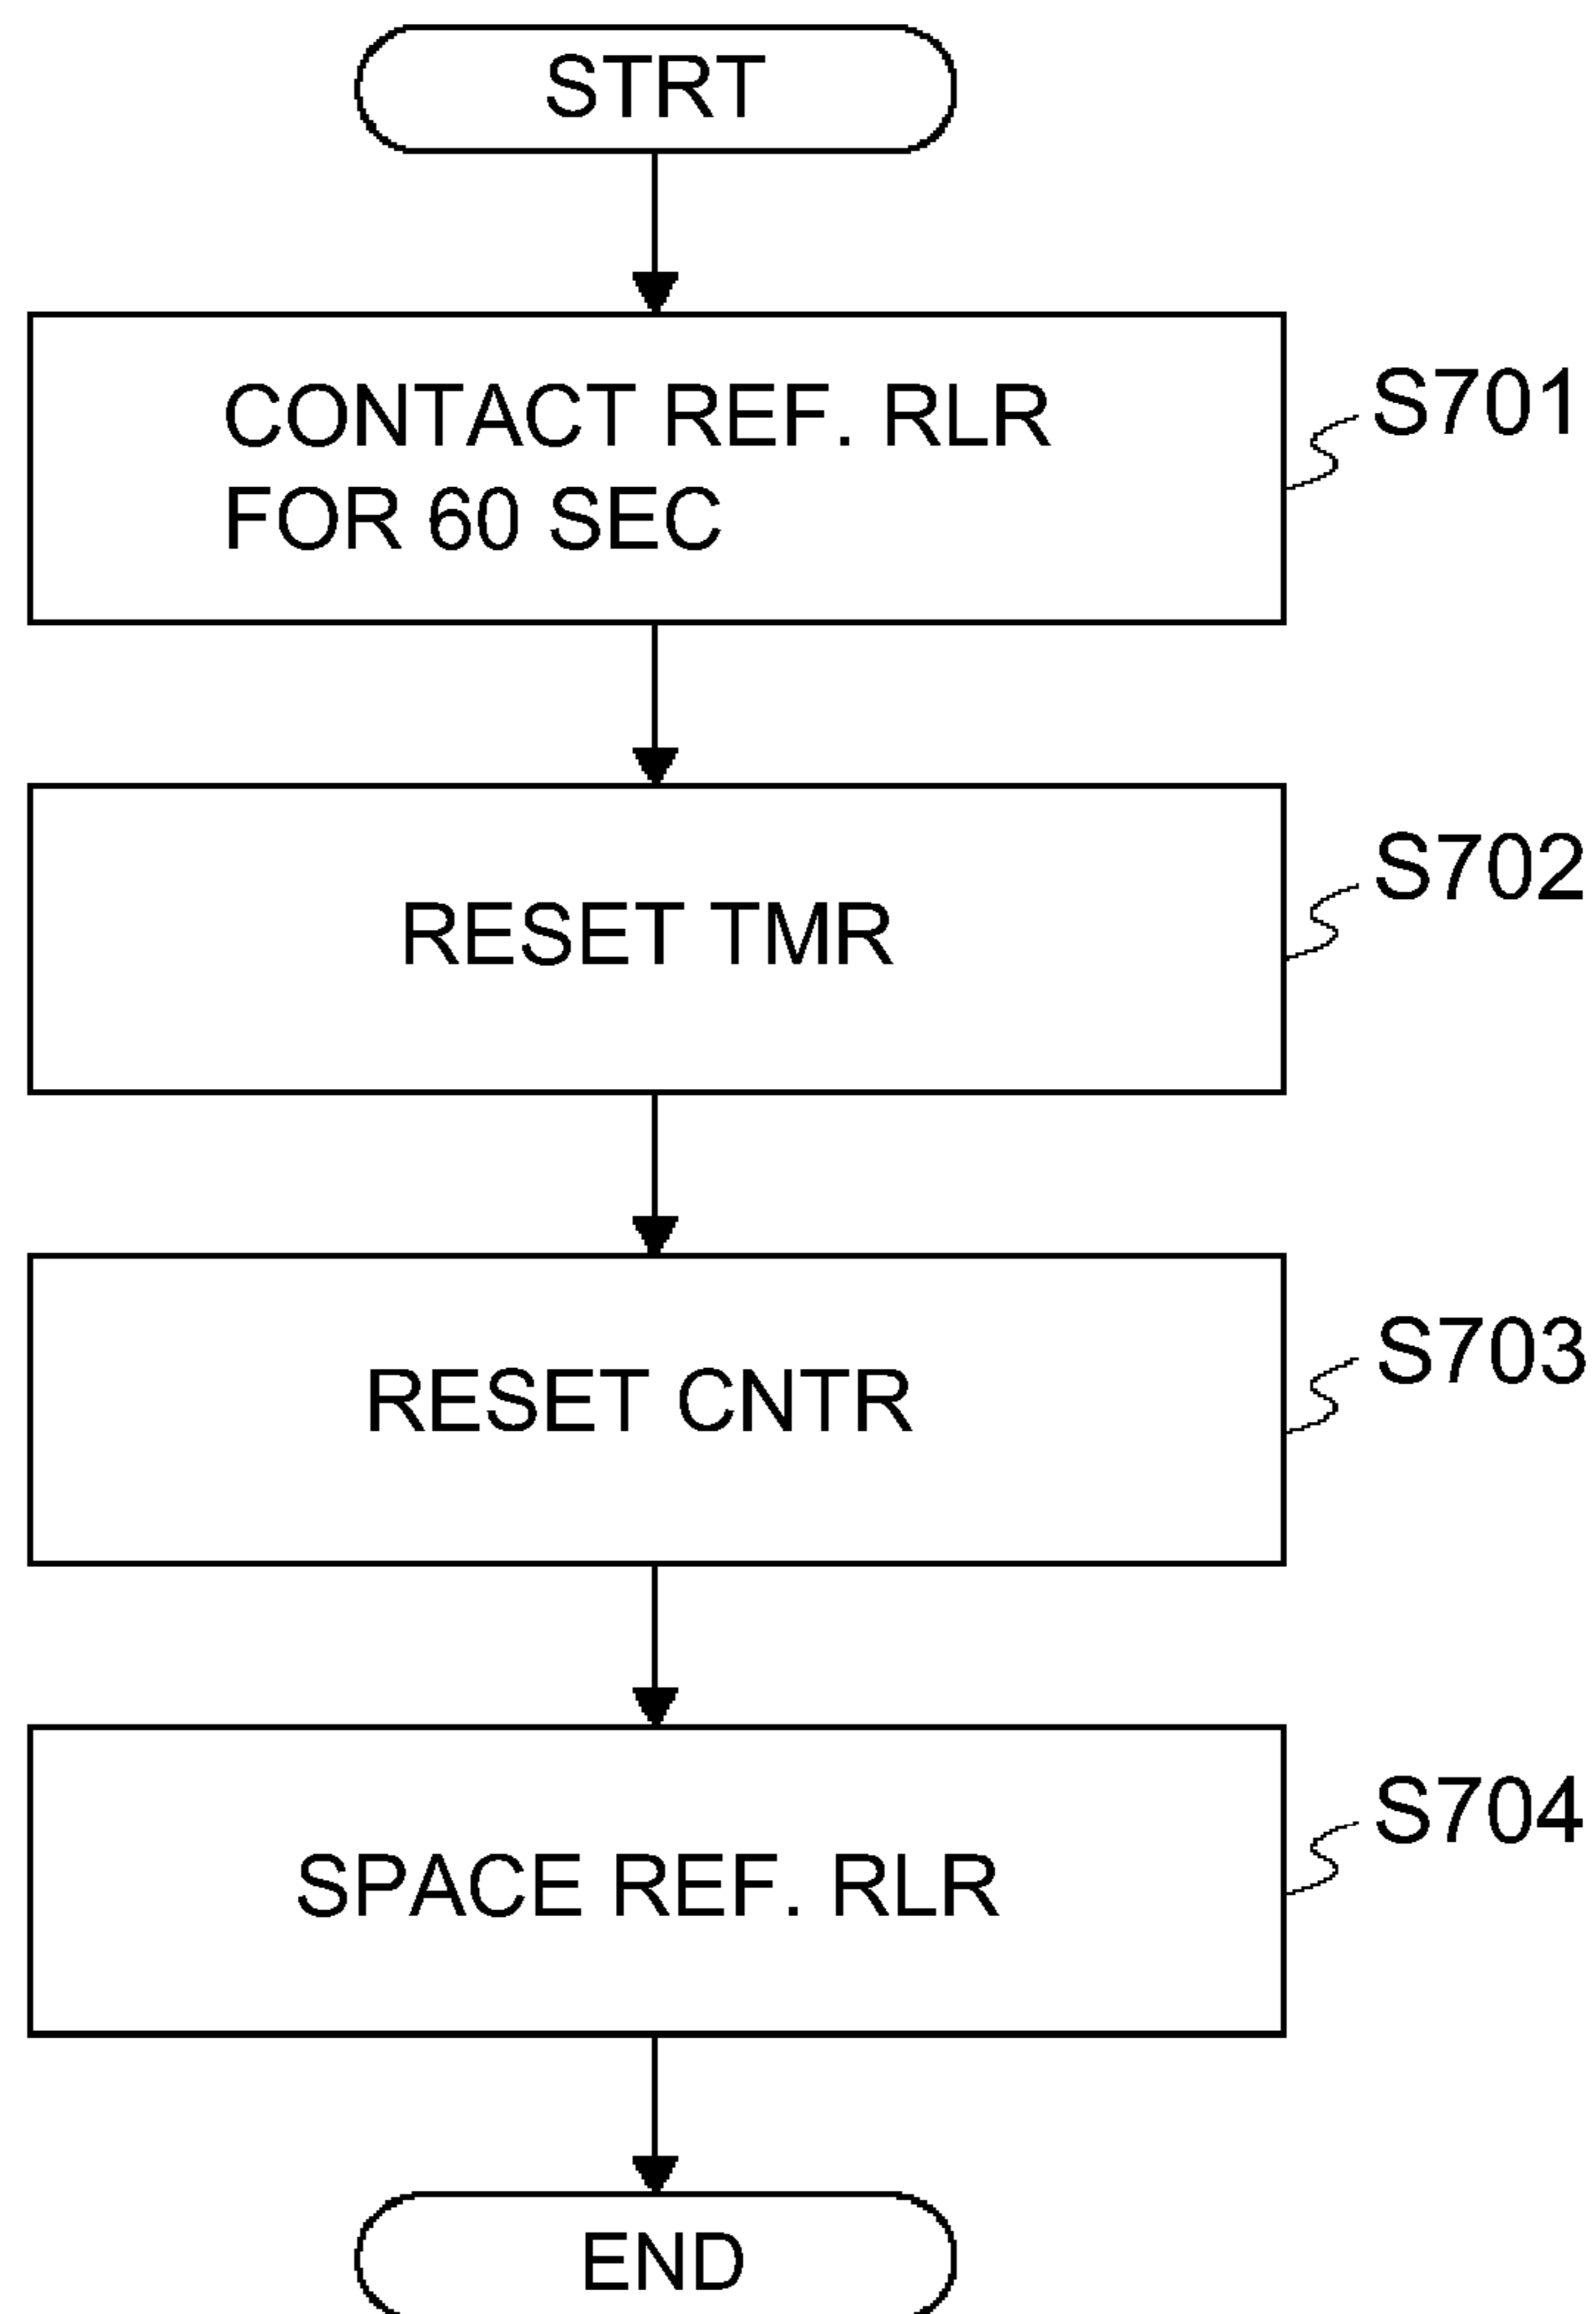 STRT
CONTACT REF. RLR
FOR 60 SEC
S701
RESET TMR
S702
RESET CNTR
S703
SPACE REF. RLR
S704
END